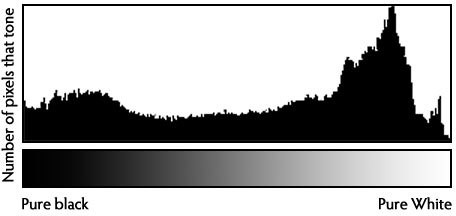 Number of pixels that tone
Pure black
Pure White